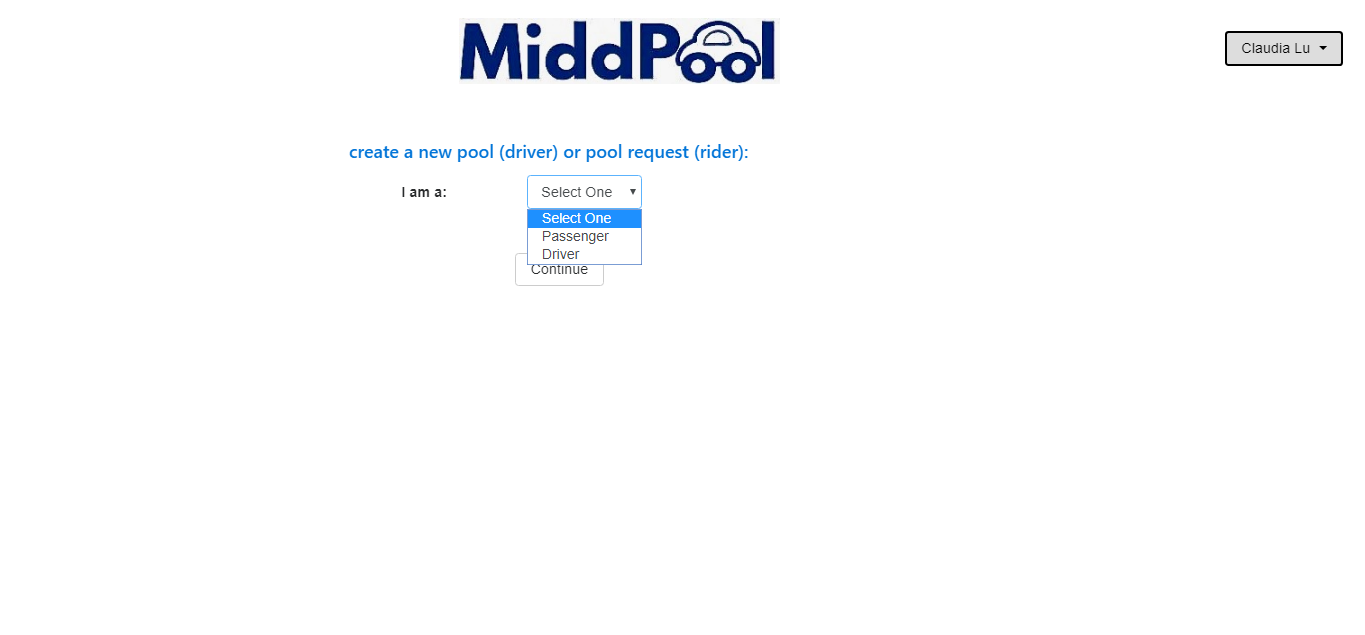 MiddPool
Claudia Lu
create a new pool (driver) or pool request (rider):
I am a:
Select One
Select One
Passenger
Driver
Continue